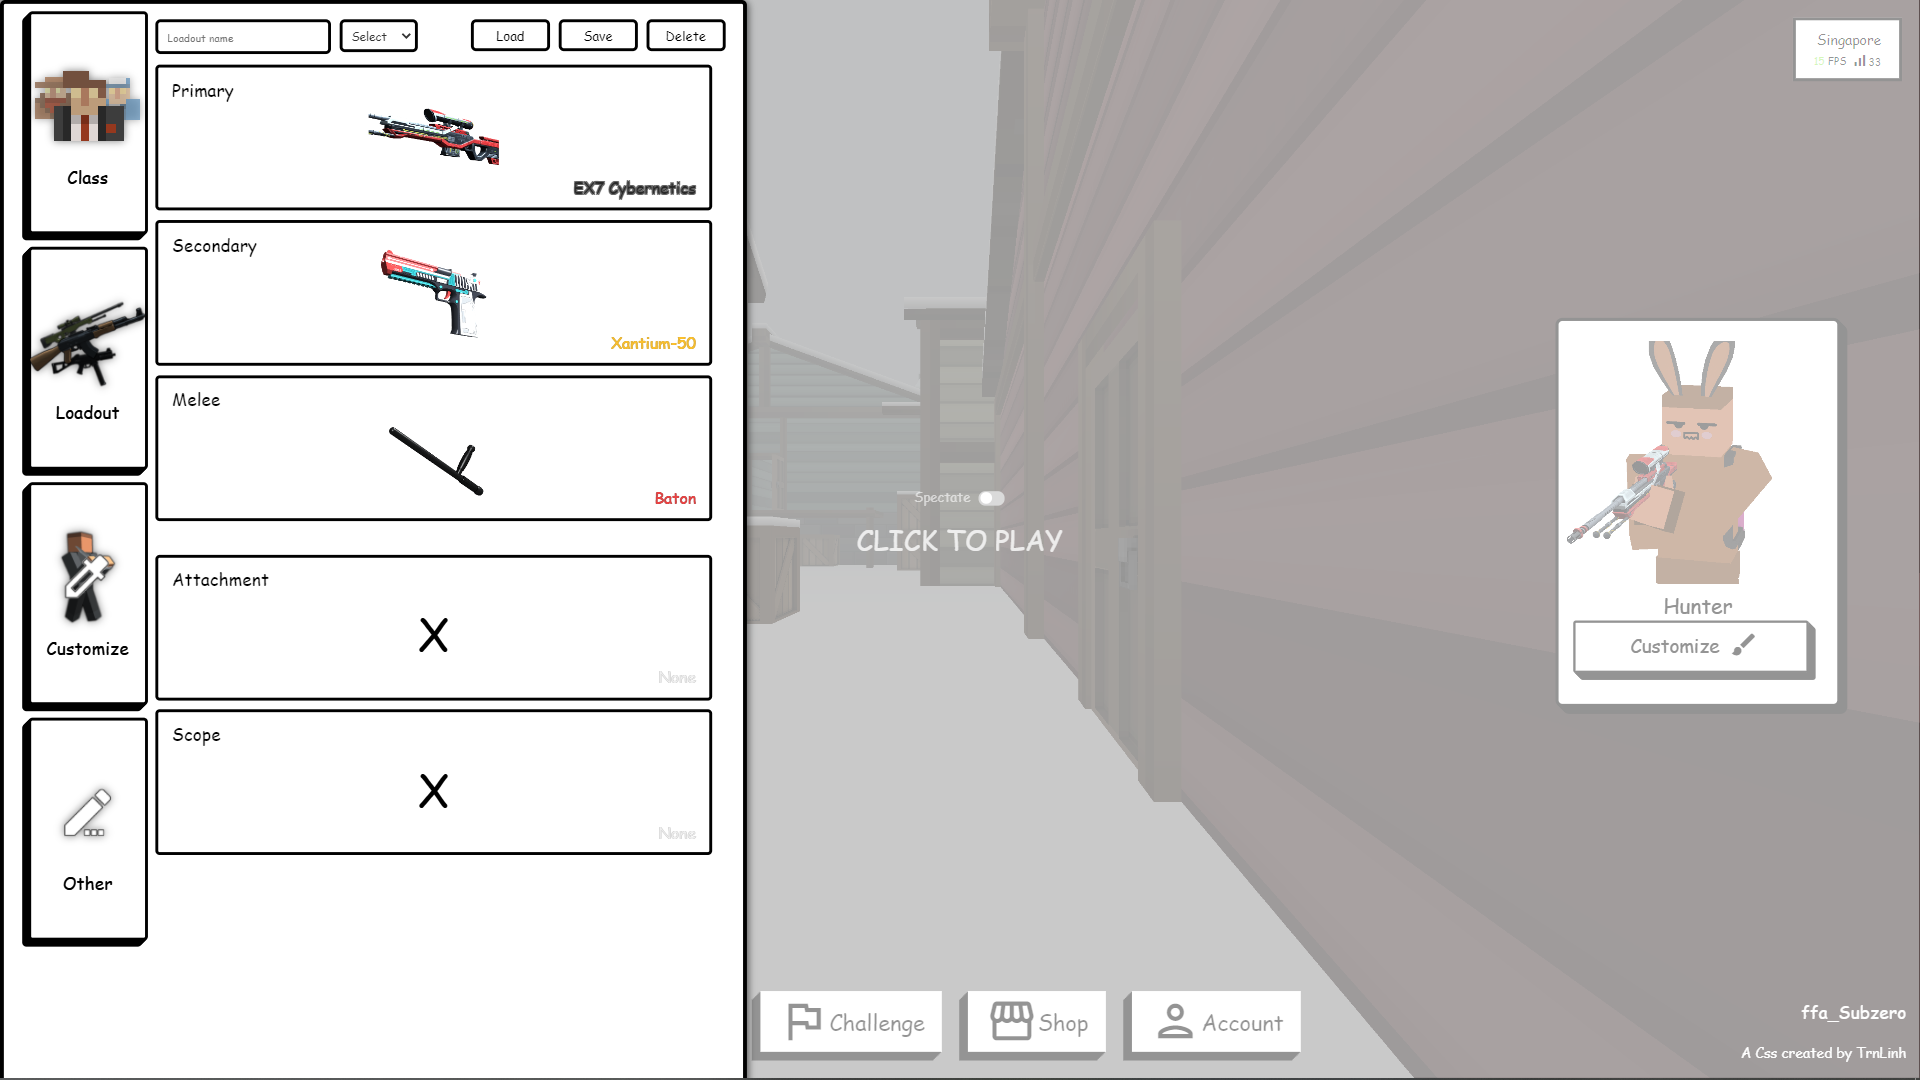 Class
Loadout
Customize
Other
Loadout name
Select
Load
Save
Delete
Primary
EX7 Cybernetics
Secondary
Xantium-50
Melee
Baton
Attachment
X
None
Scope
X
None
Spectate
CLICK TO PLAY
Challenge
Shop
Account
Singapore
15 FPS 33
Hunter
Customize
ffa_Subzero
A Css created by TrnLinh